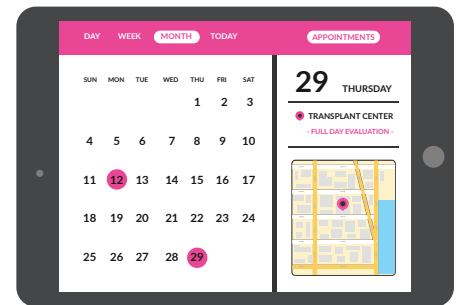 DAY WEEK MONTH TODAY
SUN MON TUE WED THU FRI SAT
1 2 3
4 5 6 7 8 9 10
11 12 13 14 15 16 17
18 19 20 21 22 23 24
25 26 27 28 29
APPOINTMENTS
29 THURSDAY
TRANSPLANT CENTER
- FULL DAY EVALUATION -